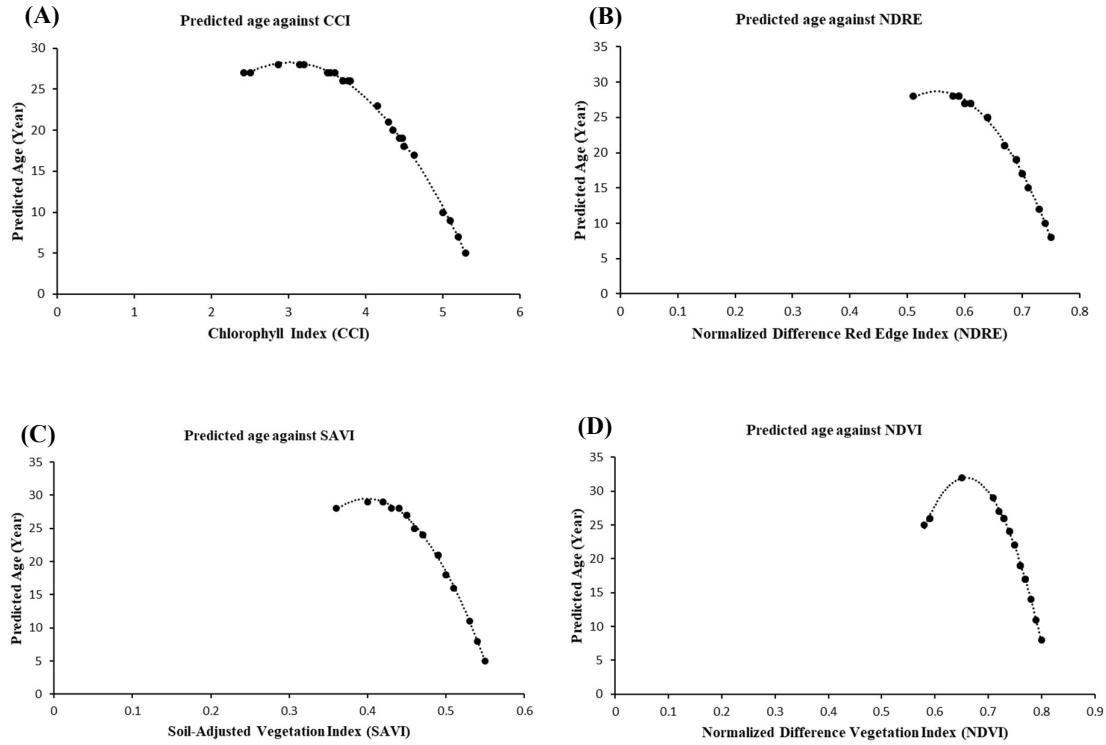 (A)
Predicted age against CCI
30
25
20
15
10
5
0
0 1 2 3 4 5 6
Predicted Age (Year)
Chlorophyll Index (CCI)
(B)
Predicted age against NDRE
35
30
25
20
15
10
5
0
0 0.1 0.2 0.3 0.4 0.5 0.6 0.7 0.8
Predicted Age (Year)
Normalized Difference Red Edge Index (NDRE)
(C)
Predicted age against SAVI
35
30
25
20
15
10
5
0
0 0.1 0.2 0.3 0.4 0.5 0.6
Predicted Age (Year)
Soil-Adjusted Vegetation Index (SAVI)
(D)
Predicted age against NDVI
35
30
25
20
15
10
5
0
0 0.1 0.2 0.3 0.4 0.5 0.6 0.7 0.8 0.9
Predicted Age (Year)
Normalized Difference Vegetation Index (NDVI)